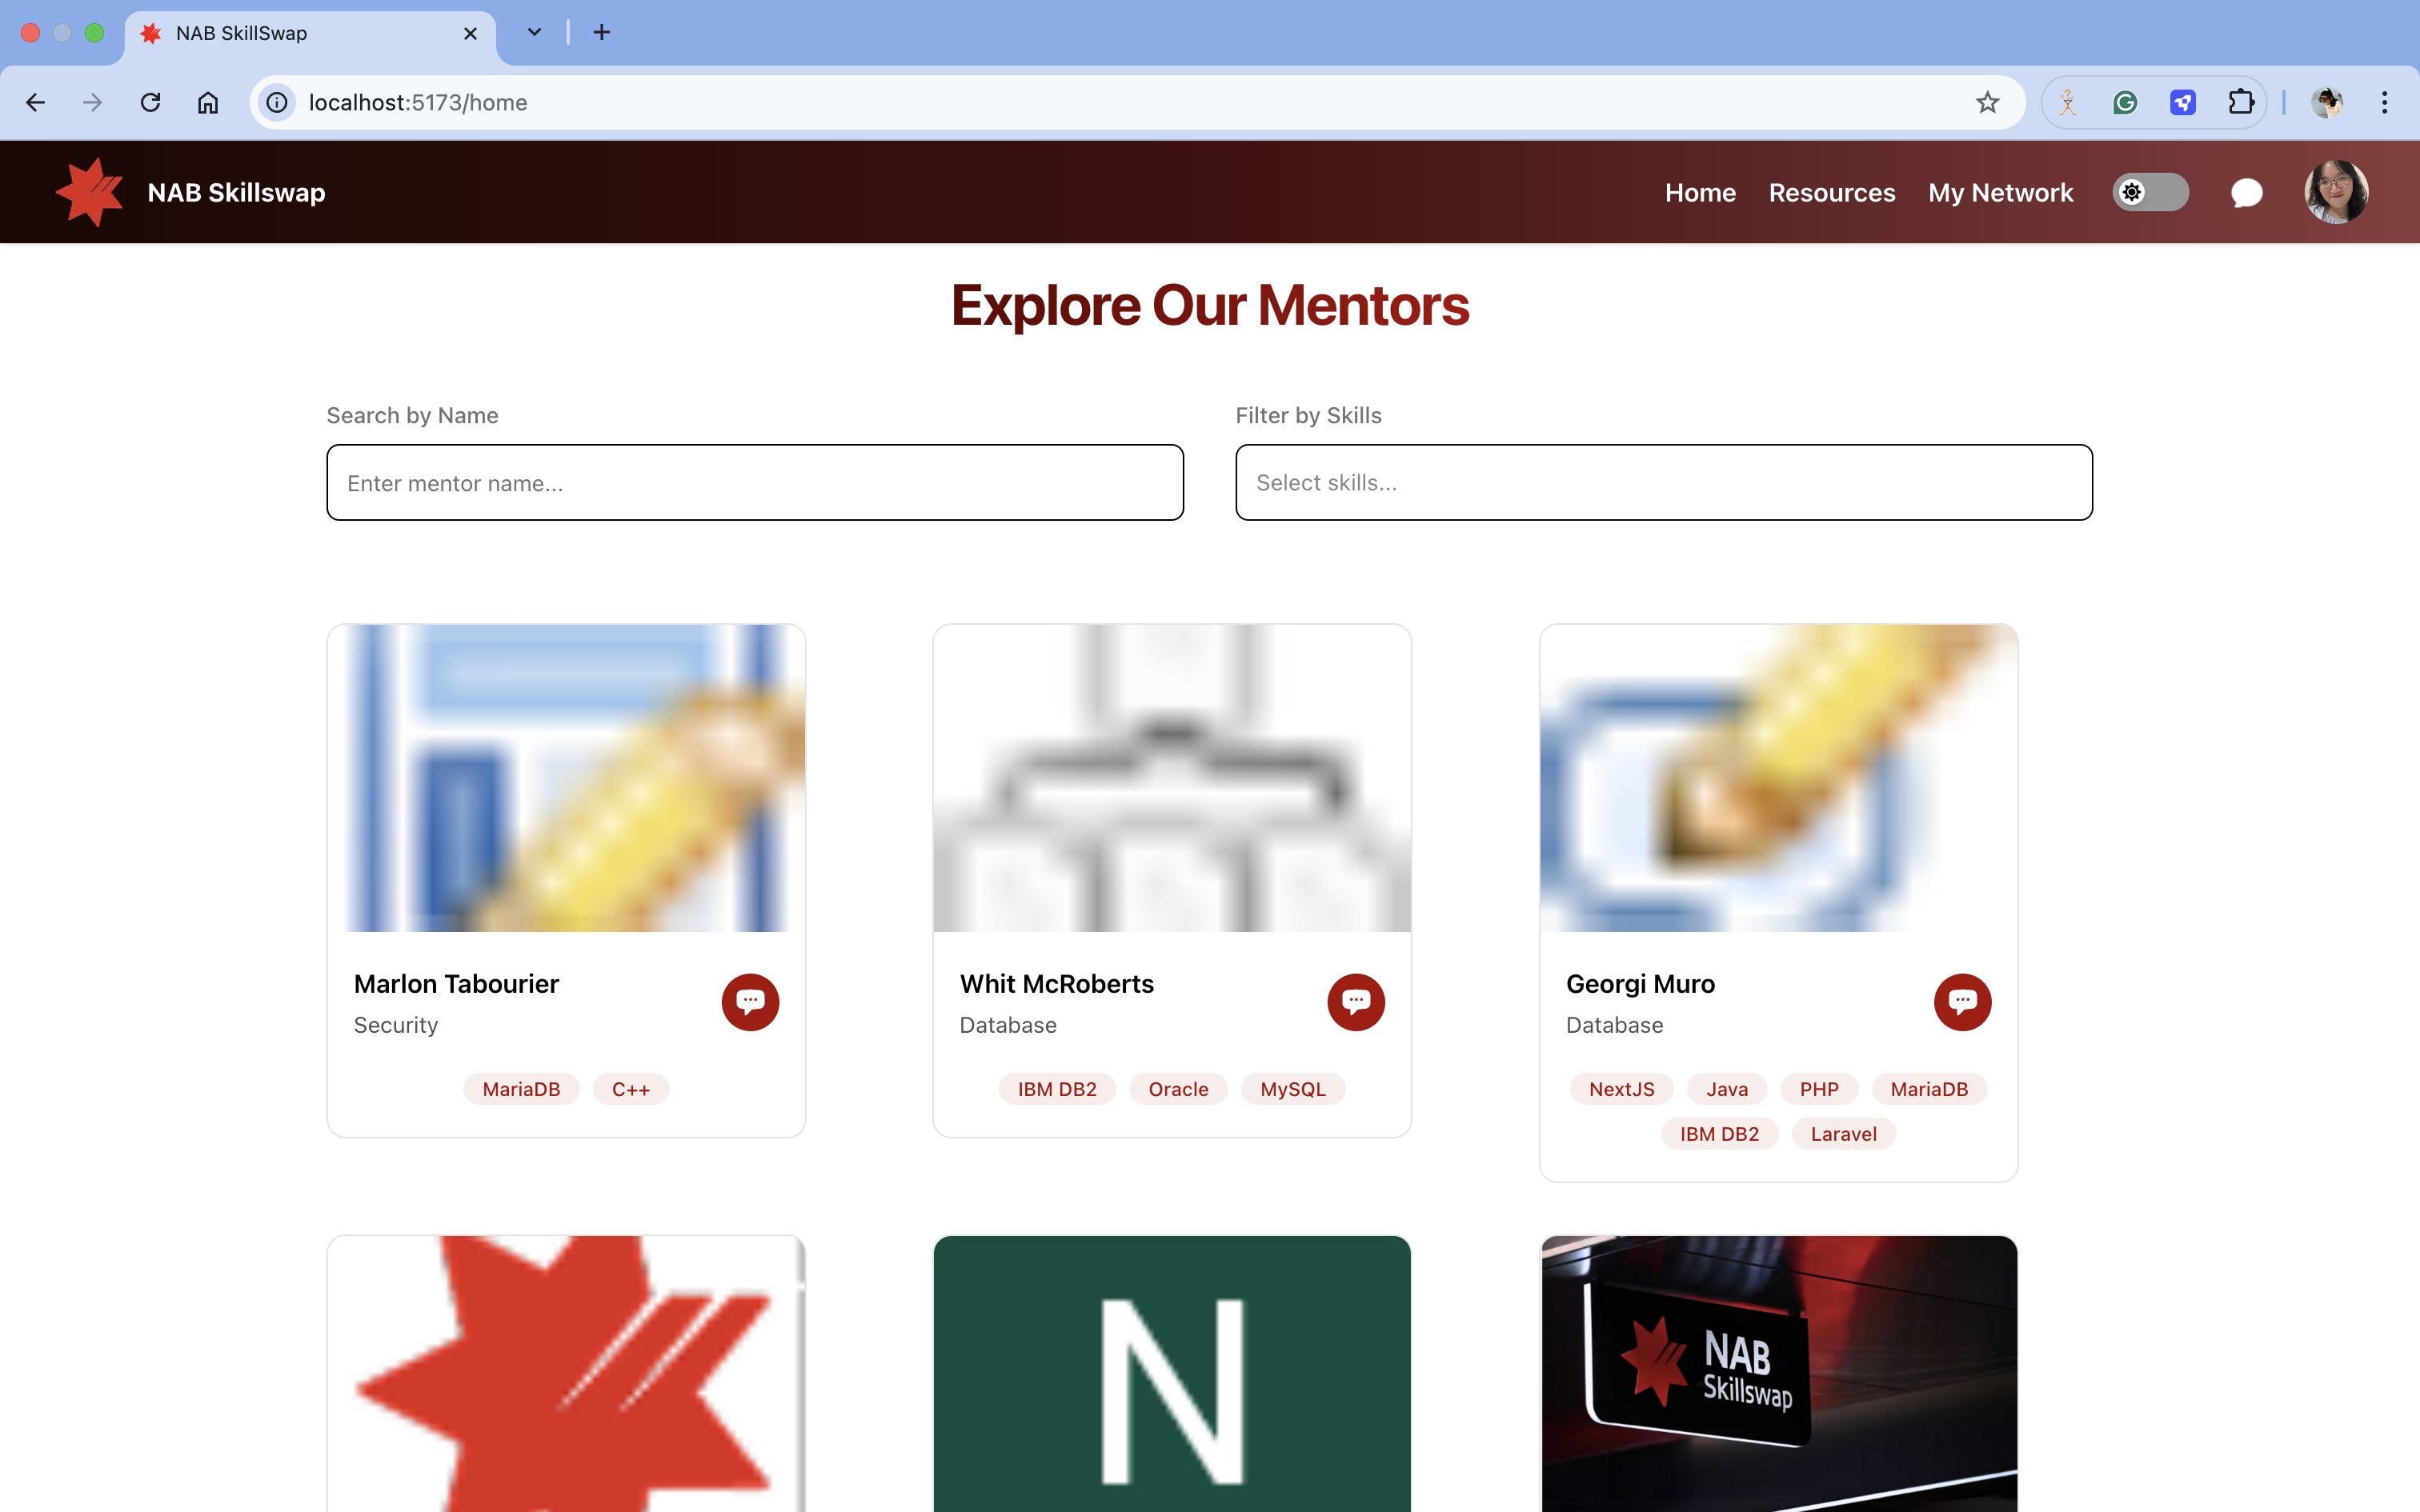 NAB SkillSwap
localhost:5173/home
NAB Skillswap
Home Resources My Network
Explore Our Mentors
Search by Name Filter by Skills
Enter mentor name... Select skills...
Marlon Tabourier Whit McRoberts Georgi Muro
Security Database Database
MariaDB C++ IBM DB2 Oracle MySQL NextJS Java PHP MariaDB
IBM DB2 Laravel
N
NAB
Skillswap